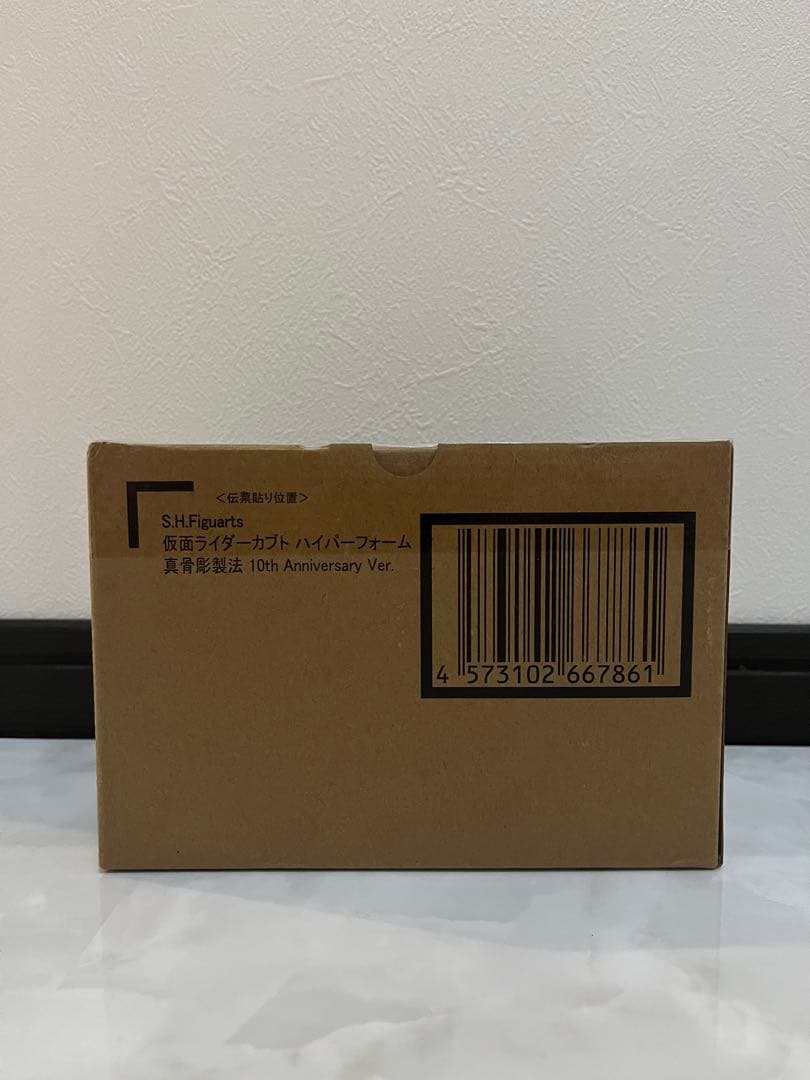 ＜伝票貼り位置＞
S.H.Figuarts
仮面ライダーカブト ハイパーフォーム
真骨彫製法 10th Anniversary Ver.
4 573102 667861